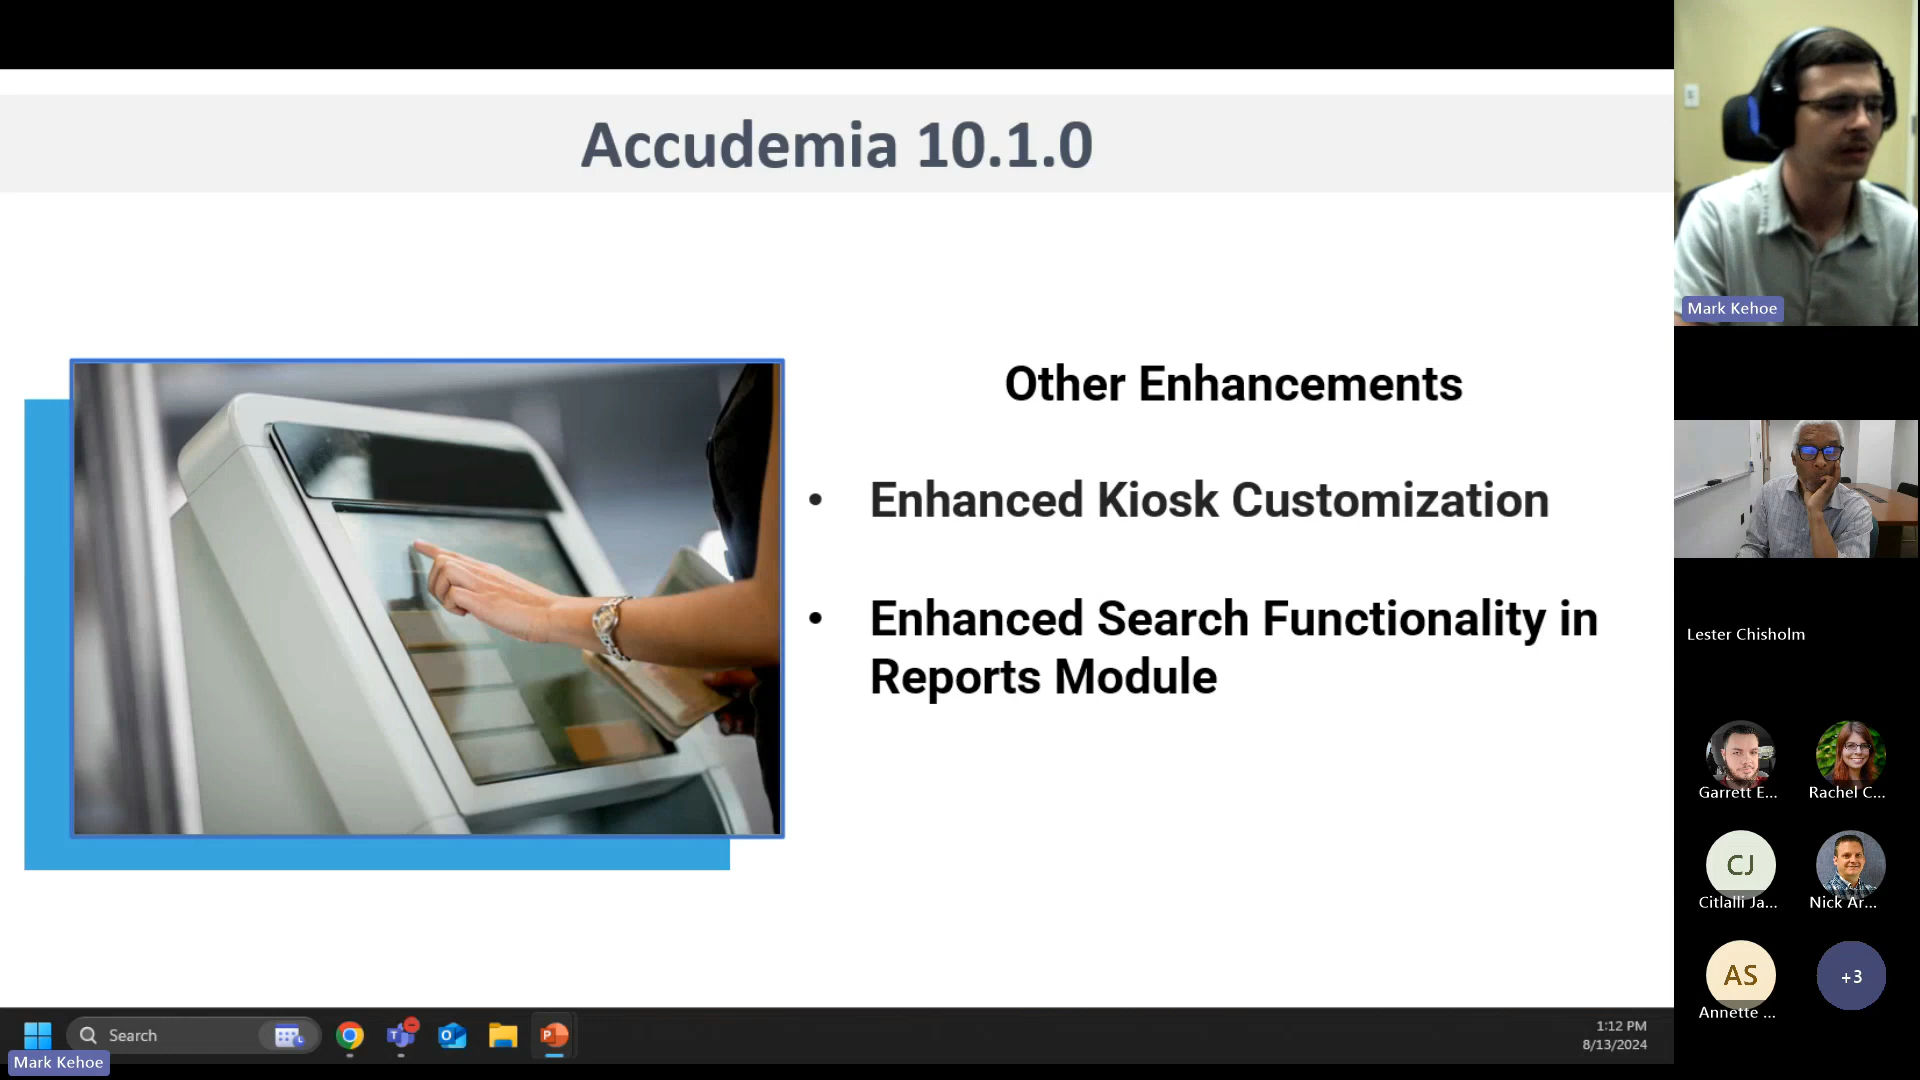 Accudemia 10.1.0
Other Enhancements
• Enhanced Kiosk Customization
• Enhanced Search Functionality in
Reports Module
Mark Kehoe
Lester Chisholm
Garrett E...
Rachel C...
CJ
Citlalli Ja...
Nick Ar...
AS
Annette ...
+3
Search
1:12 PM
8/13/2024
Mark Kehoe